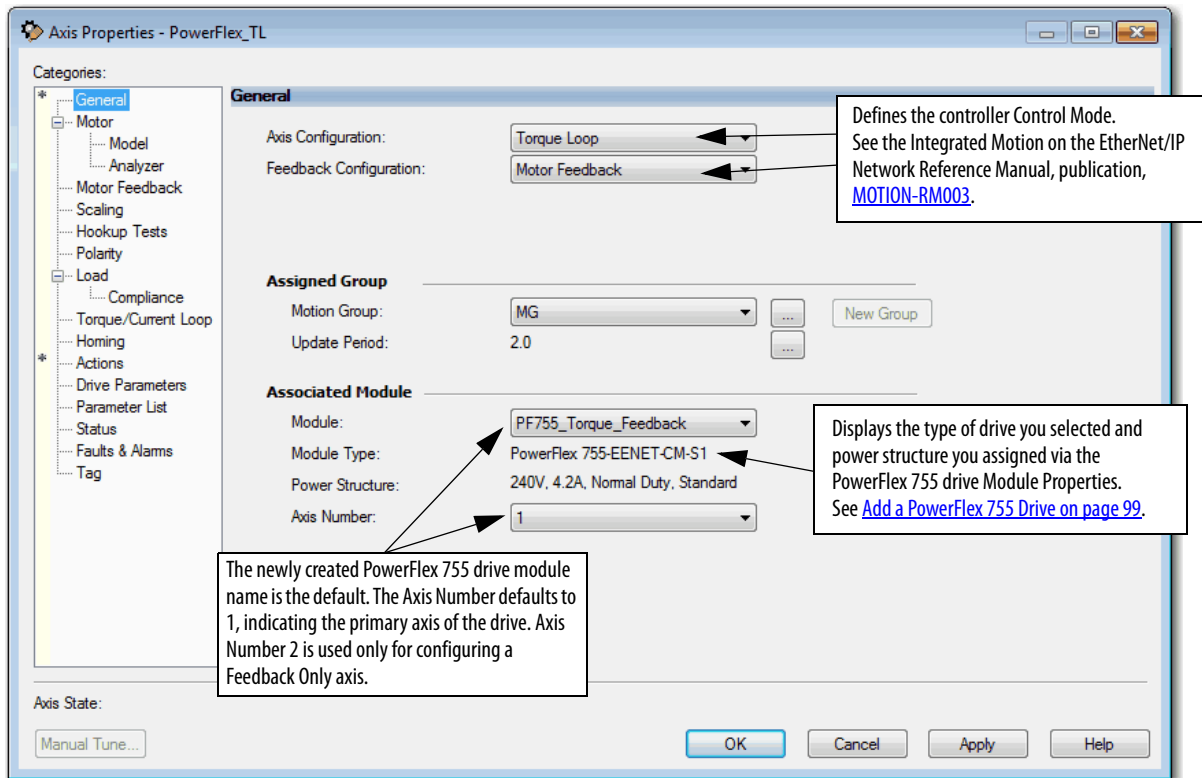 Axis Properties - PowerFlex_TL
Categories:
* General
Motor
Model
Analyzer
Motor Feedback
Scaling
Hookup Tests
Polarity
Load
Compliance
Torque/Current Loop
Homing
* Actions
Drive Parameters
Parameter List
Status
Faults & Alarms
Tag
General
Axis Configuration:
Torque Loop
Feedback Configuration:
Motor Feedback
Defines the controller Control Mode.
See the Integrated Motion on the EtherNet/IP
Network Reference Manual, publication,
MOTION-RM003.
Assigned Group
Motion Group:
MG
...
New Group
Update Period:
2.0
...
Associated Module
Module:
PF755_Torque_Feedback
Module Type:
PowerFlex 755-EENET-CM-S1
Power Structure:
240V, 4.2A, Normal Duty, Standard
Axis Number:
1
Displays the type of drive you selected and
power structure you assigned via the
PowerFlex 755 drive Module Properties.
See Add a PowerFlex 755 Drive on page 99.
The newly created PowerFlex 755 drive module
name is the default. The Axis Number defaults to
1, indicating the primary axis of the drive. Axis
Number 2 is used only for configuring a
Feedback Only axis.
Axis State:
Manual Tune...
OK
Cancel
Apply
Help